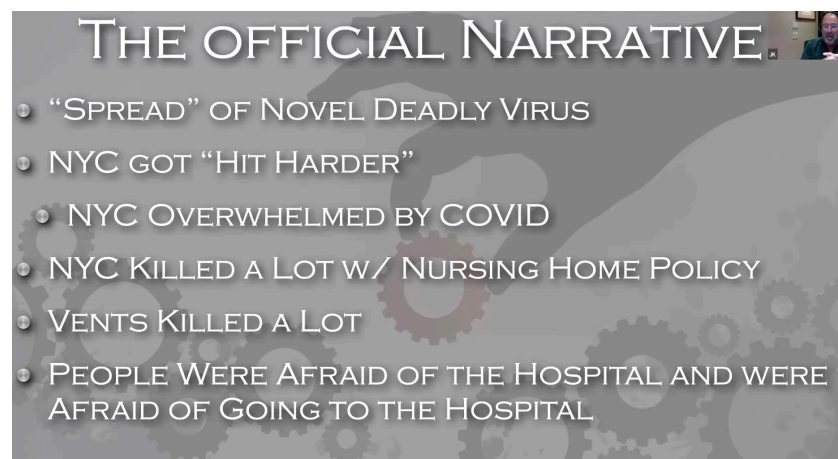 THE OFFICIAL NARRATIVE
JK
"SPREAD" OF NOVEL DEADLY VIRUS
NYC GOT "HIT HARDER"
NYC OVERWHELMED BY COVID
NYC KILLED A LOT W/ NURSING HOME POLICY
VENTS KILLED A LOT
PEOPLE WERE AFRAID OF THE HOSPITAL AND WERE
AFRAID OF GOING TO THE HOSPITAL